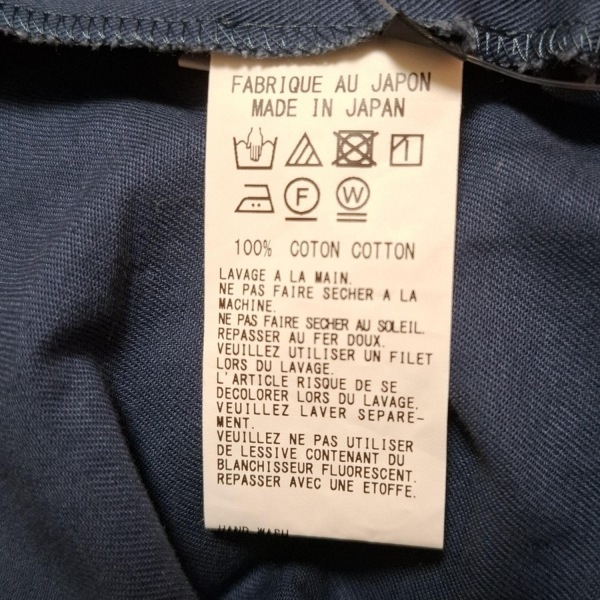 FABRIQUE AU JAPON
MADE IN JAPAN
F W
100% COTON COTTON
LAVAGE A LA MAIN.
NE PAS FAIRE SECHER A LA
MACHINE.
NE PAS FAIRE SECHER AU SOLEIL.
REPASSER AU FER DOUX.
VEUILLEZ UTILISER UN FILET
LORS DU LAVAGE.
L'ARTICLE RISQUE DE SE
DECOLORER LORS DU LAVAGE.
VEUILLEZ LAVER SEPARE-
MENT.
VEUILLEZ NE PAS UTILISER
DE LESSIVE CONTENANT DU
BLANCHISSEUR FLUORESCENT.
REPASSER AVEC UNE ETOFFE.
HAND WASH